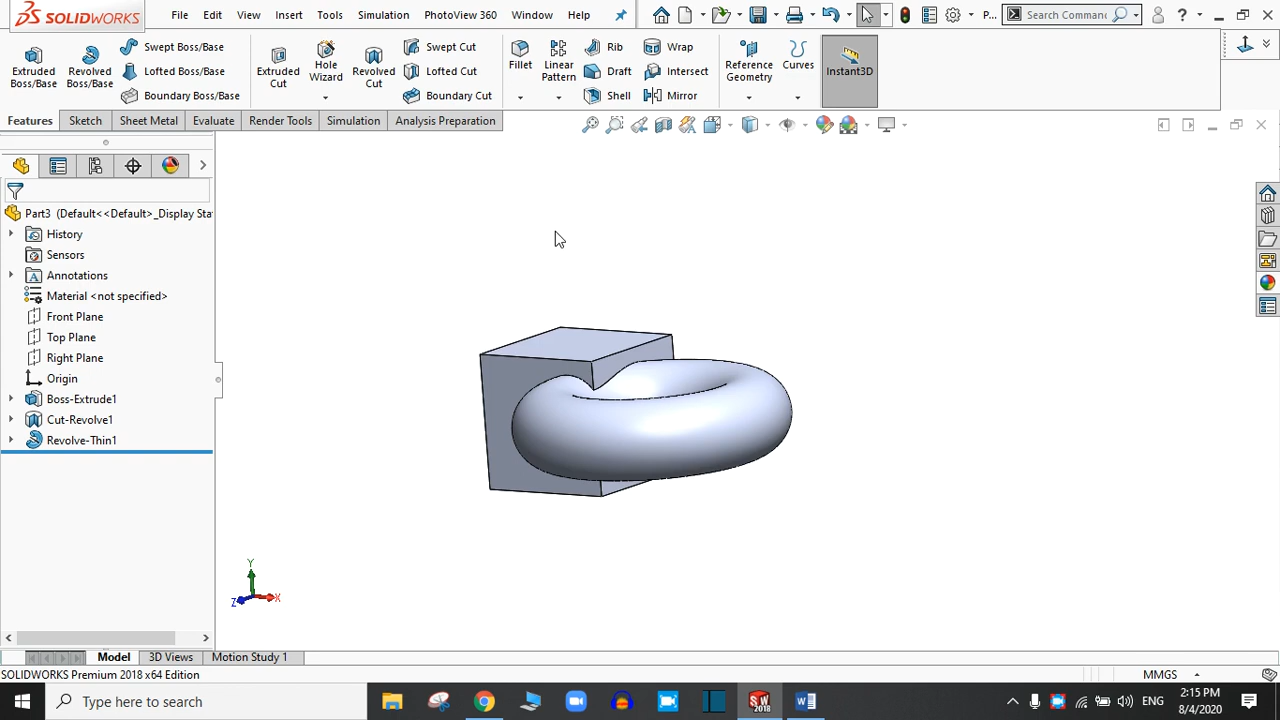 SOLIDWORKS File Edit View Insert Tools Simulation PhotoView 360 Window Help P... Search Comman
Extruded Boss/Base
Revolved Boss/Base
Swept Boss/Base
Lofted Boss/Base
Boundary Boss/Base
Extruded Cut
Hole Wizard
Revolved Cut
Swept Cut
Lofted Cut
Boundary Cut
Fillet
Linear Pattern
Rib
Draft
Shell
Wrap
Intersect
Mirror
Reference Geometry
Curves
Instant3D
Features Sketch Sheet Metal Evaluate Render Tools Simulation Analysis Preparation
Part3 (Default<<Default>_Display Sta
History
Sensors
Annotations
Material <not specified>
Front Plane
Top Plane
Right Plane
Origin
Boss-Extrude1
Cut-Revolve1
Revolve-Thin1
Y
Z
X
Model 3D Views Motion Study 1
SOLIDWORKS Premium 2018 x64 Edition MMGS
Type here to search
SW
2018
ENG
2:15 PM
8/4/2020